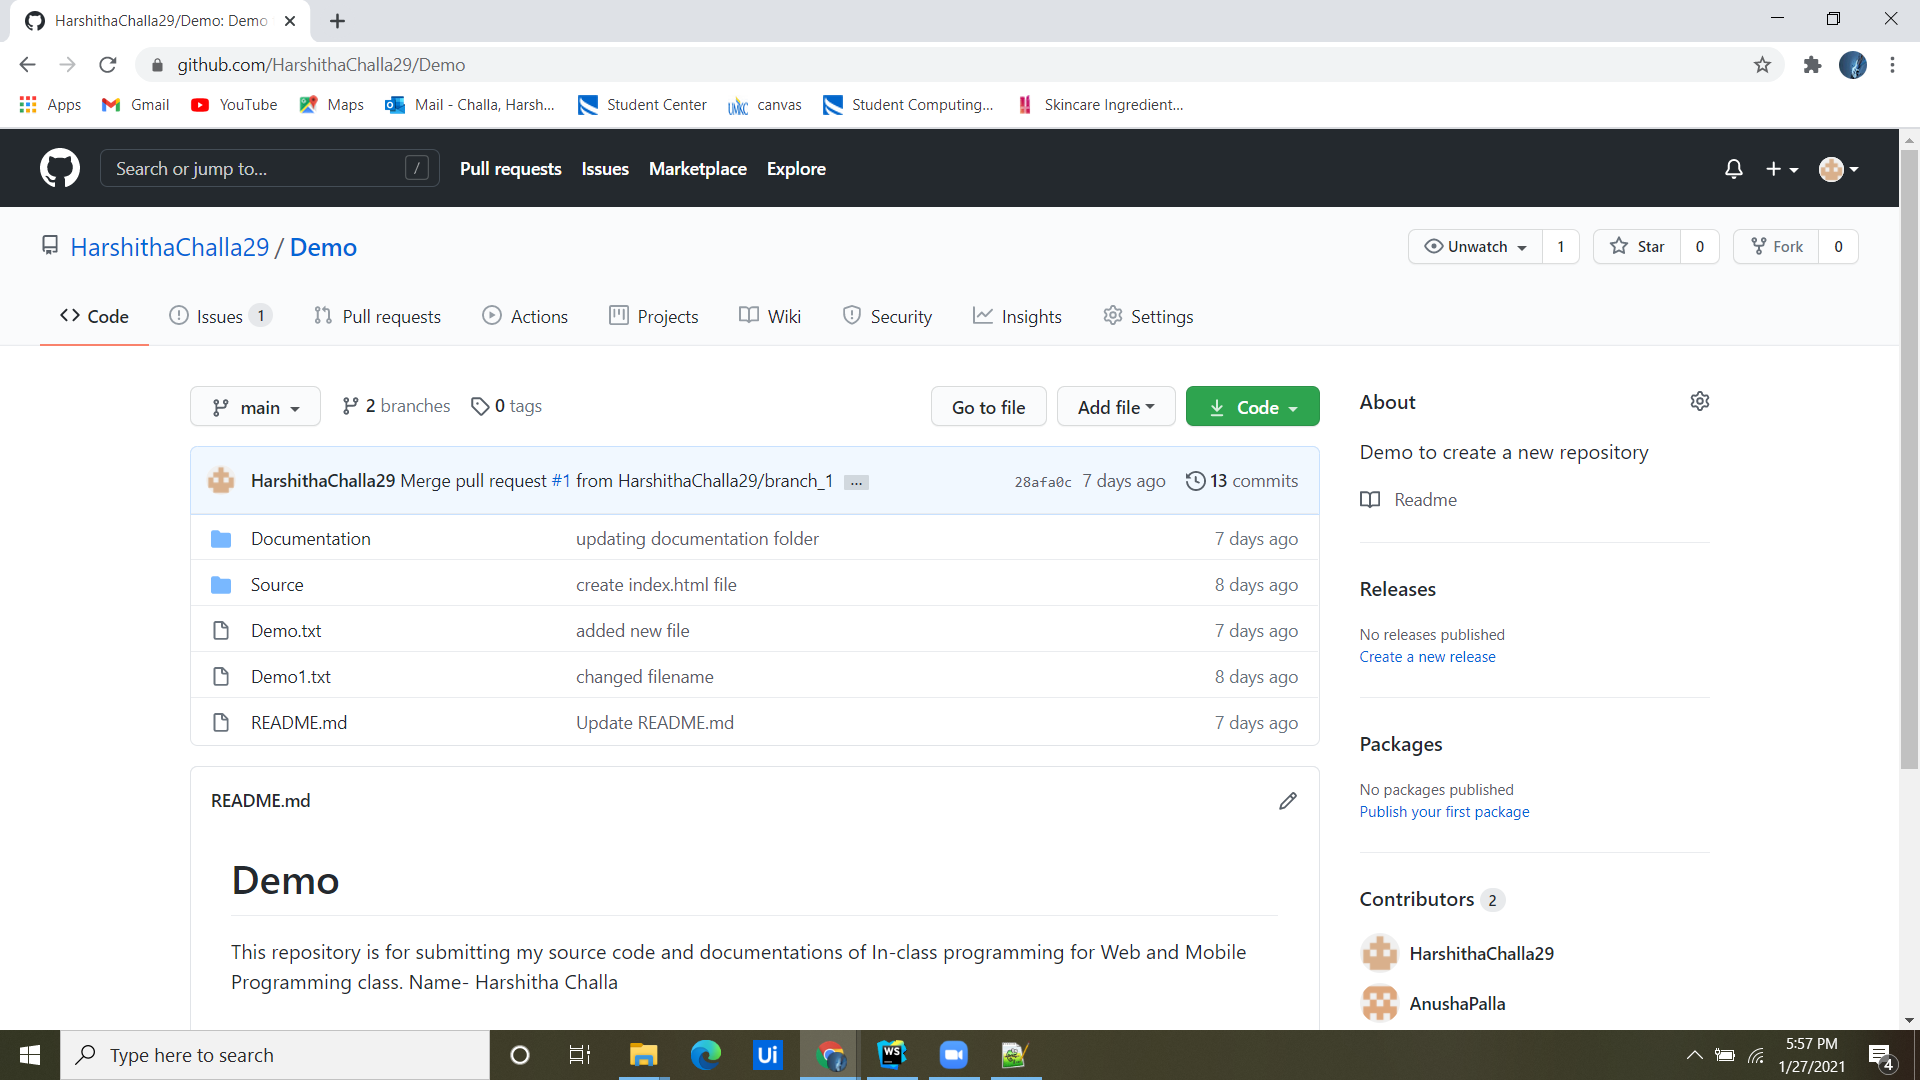 HarshithaChalla29/Demo: Demo
github.com/HarshithaChalla29/Demo
Apps Gmail YouTube Maps Mail - Challa, Harsh... Student Center UMKC canvas Student Computing... Skincare Ingredient...
Search or jump to... / Pull requests Issues Marketplace Explore
HarshithaChalla29 / Demo Unwatch 1 Star 0 Fork 0
Code Issues 1 Pull requests Actions Projects Wiki Security Insights Settings
main 2 branches 0 tags Go to file Add file Code
HarshithaChalla29 Merge pull request #1 from HarshithaChalla29/branch_1 ... 28afa0c 7 days ago 13 commits
Documentation updating documentation folder 7 days ago
Source create index.html file 8 days ago
Demo.txt added new file 7 days ago
Demo1.txt changed filename 8 days ago
README.md Update README.md 7 days ago
README.md
Demo
This repository is for submitting my source code and documentations of In-class programming for Web and Mobile
Programming class. Name- Harshitha Challa
About
Demo to create a new repository
Readme
Releases
No releases published
Create a new release
Packages
No packages published
Publish your first package
Contributors 2
HarshithaChalla29
AnushaPalla
Type here to search Ui WS 5:57 PM
1/27/2021 4